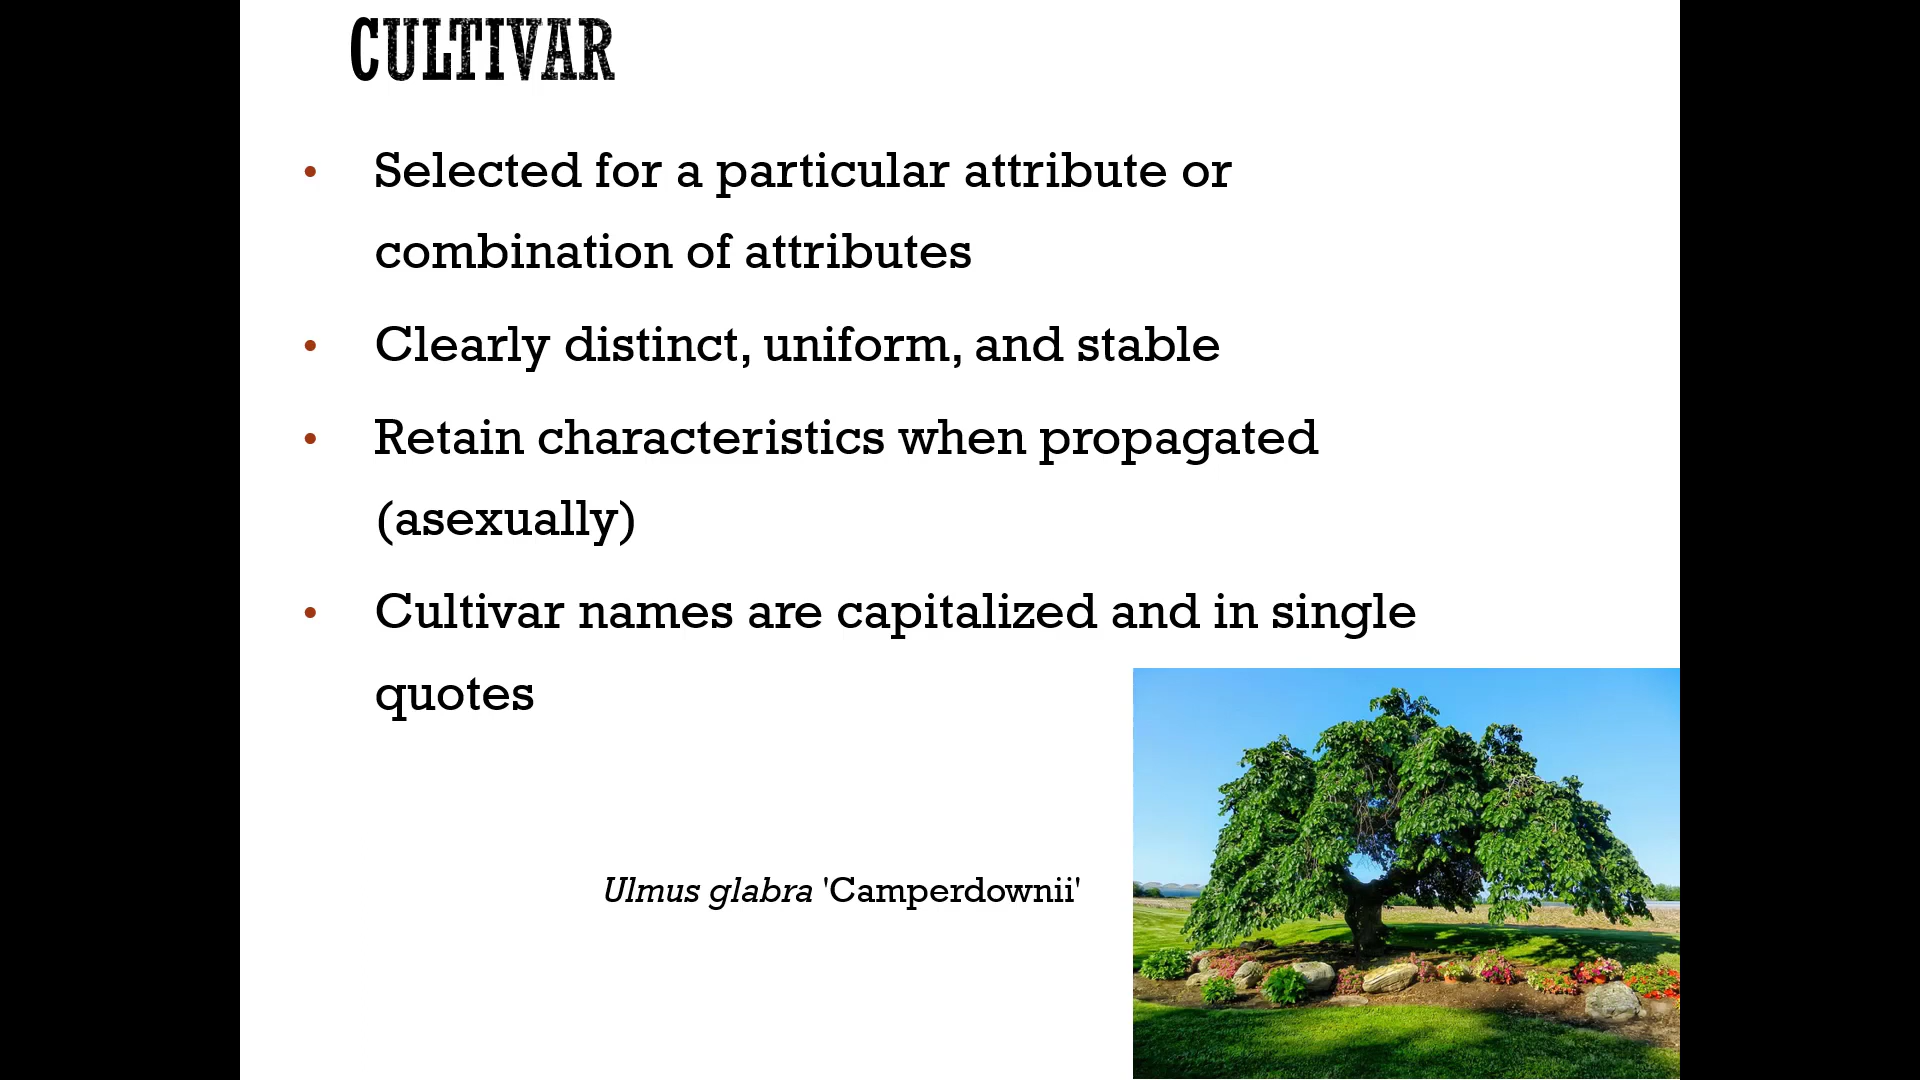 CULTIVAR
• Selected for a particular attribute or
combination of attributes
• Clearly distinct, uniform, and stable
• Retain characteristics when propagated
(asexually)
• Cultivar names are capitalized and in single
quotes
Ulmus glabra 'Camperdownii'